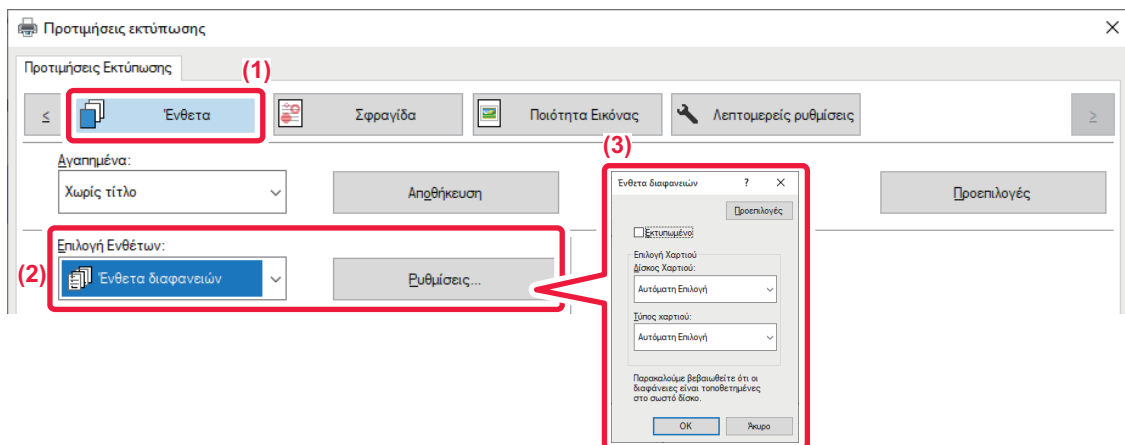 Προτιμήσεις εκτύπωσης
Προτιμήσεις Εκτύπωσης
(1)
<
Ένθετα
Σφραγίδα
Ποιότητα Εικόνας
Λεπτομερείς ρυθμίσεις
>
Αγαπημένα:
Χωρίς τίτλο
Αποθήκευση
Προεπιλογές
(2)
Επιλογή Ενθέτων:
Ένθετα διαφανειών
Ρυθμίσεις...
(3)
Ένθετα διαφανειών
?
Προεπιλογές
Εκτυπωμένο
Επιλογή Χαρτιού
Δίσκος Χαρτιού:
Αυτόματη Επιλογή
Τύπος χαρτιού:
Αυτόματη Επιλογή
Παρακαλούμε βεβαιωθείτε ότι οι
διαφάνειες είναι τοποθετημένες
στο σωστό δίσκο.
OK
Άκυρο